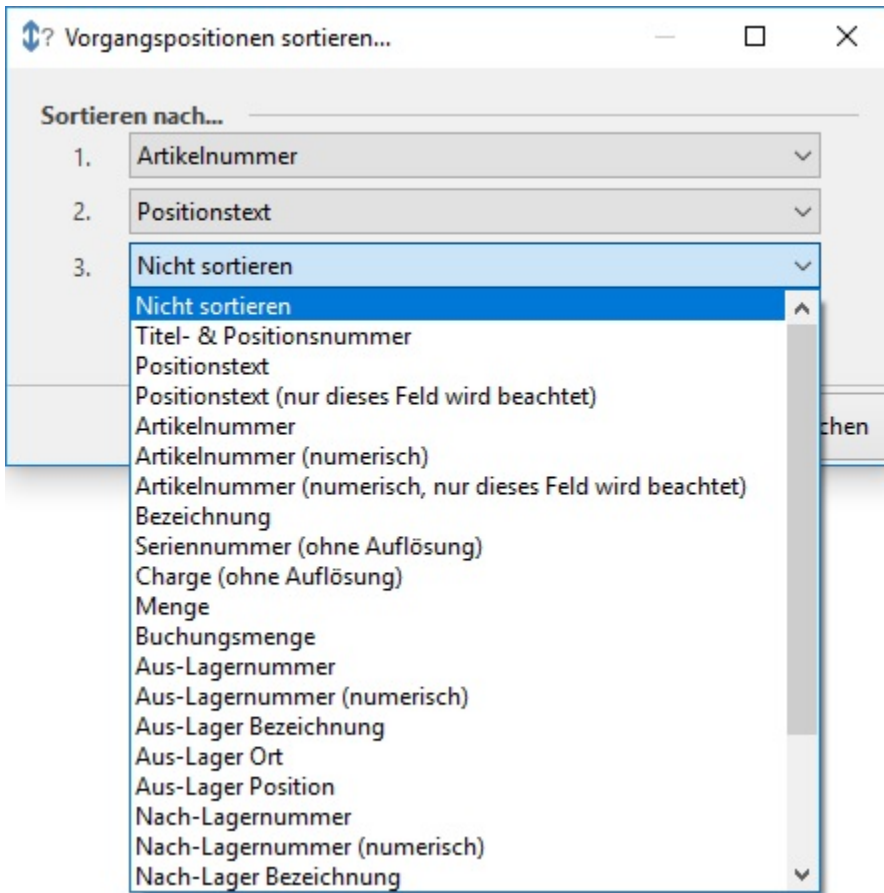 ? Vorgangspositionen sortieren...
Sortieren nach...
1. Artikelnummer
2. Positionstext
3. Nicht sortieren
Nicht sortieren
Titel- & Positionsnummer
Positionstext
Positionstext (nur dieses Feld wird beachtet)
Artikelnummer
chen
Artikelnummer (numerisch)
Artikelnummer (numerisch, nur dieses Feld wird beachtet)
Bezeichnung
Seriennummer (ohne Auflösung)
Charge (ohne Auflösung)
Menge
Buchungsmenge
Aus-Lagernummer
Aus-Lagernummer (numerisch)
Aus-Lager Bezeichnung
Aus-Lager Ort
Aus-Lager Position
Nach-Lagernummer
Nach-Lagernummer (numerisch)
Nach-Lager Bezeichnung